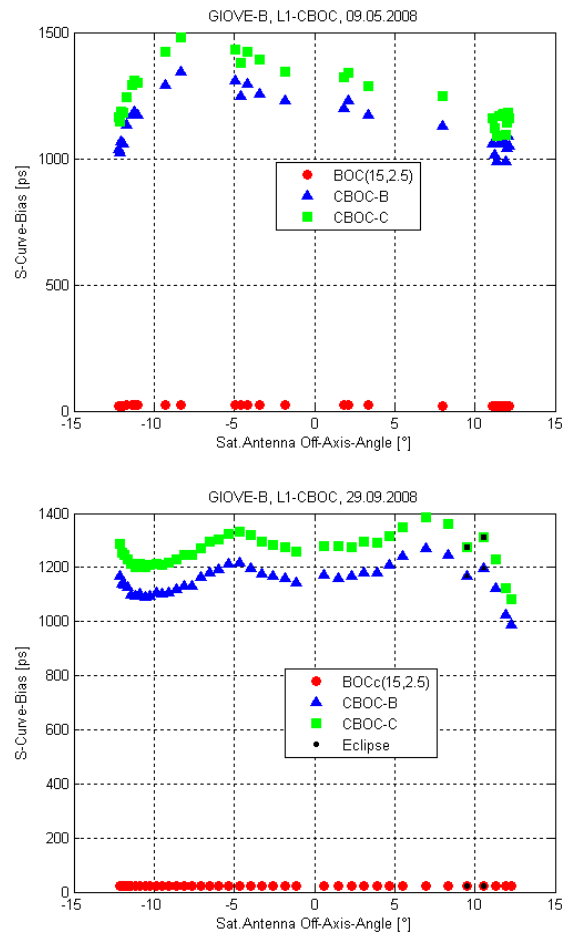 GIOVE-B, L1-CBOC, 09.05.2008
1500
1000
500
0
S-Curve-Bias [ps]
BOC(15,2.5)
CBOC-B
CBOC-C
-15
-10
-5
0
5
10
15
Sat.Antenna Off-Axis-Angle [°]
GIOVE-B, L1-CBOC, 29.09.2008
1400
1200
1000
800
600
400
200
0
S-Curve-Bias [ps]
BOCc(15,2.5)
CBOC-B
CBOC-C
Eclipse
-15
-10
-5
0
5
10
15
Sat.Antenna Off-Axis-Angle [°]